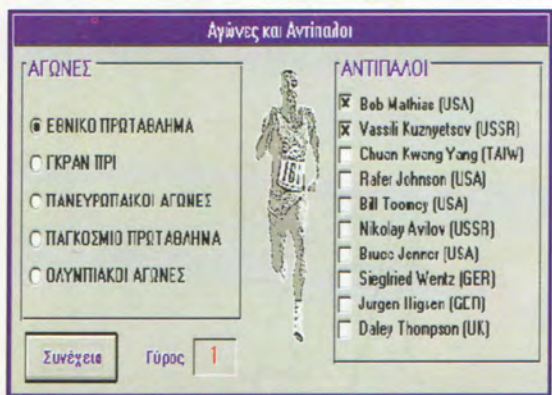 Αγώνες και Αντίπαλοι
ΑΓΩΝΕΣ
ΕΘΝΙΚΟ ΠΡΩΤΑΘΛΗΜΑ
ΓΚΡΑΝ ΠΡΙ
ΠΑΝΕΥΡΩΠΑΙΚΟΙ ΑΓΩΝΕΣ
ΠΑΓΚΟΣΜΙΟ ΠΡΩΤΑΘΛΗΜΑ
ΟΛΥΜΠΙΑΚΟΙ ΑΓΩΝΕΣ
Συνέχεια
Γύρος 1
161
ΑΝΤΙΠΑΛΟΙ
Bob Mathias (USA)
Vassili Kuznyetsov (USSR)
Chuan Kwang Yang (TAIW)
Rafer Johnson (USA)
Bill Toomey (USA)
Nikolay Avilov (USSR)
Bruce Jenner (USA)
Siegfried Wentz (GER)
Jurgen (GER)
Daley Thompson (UK)